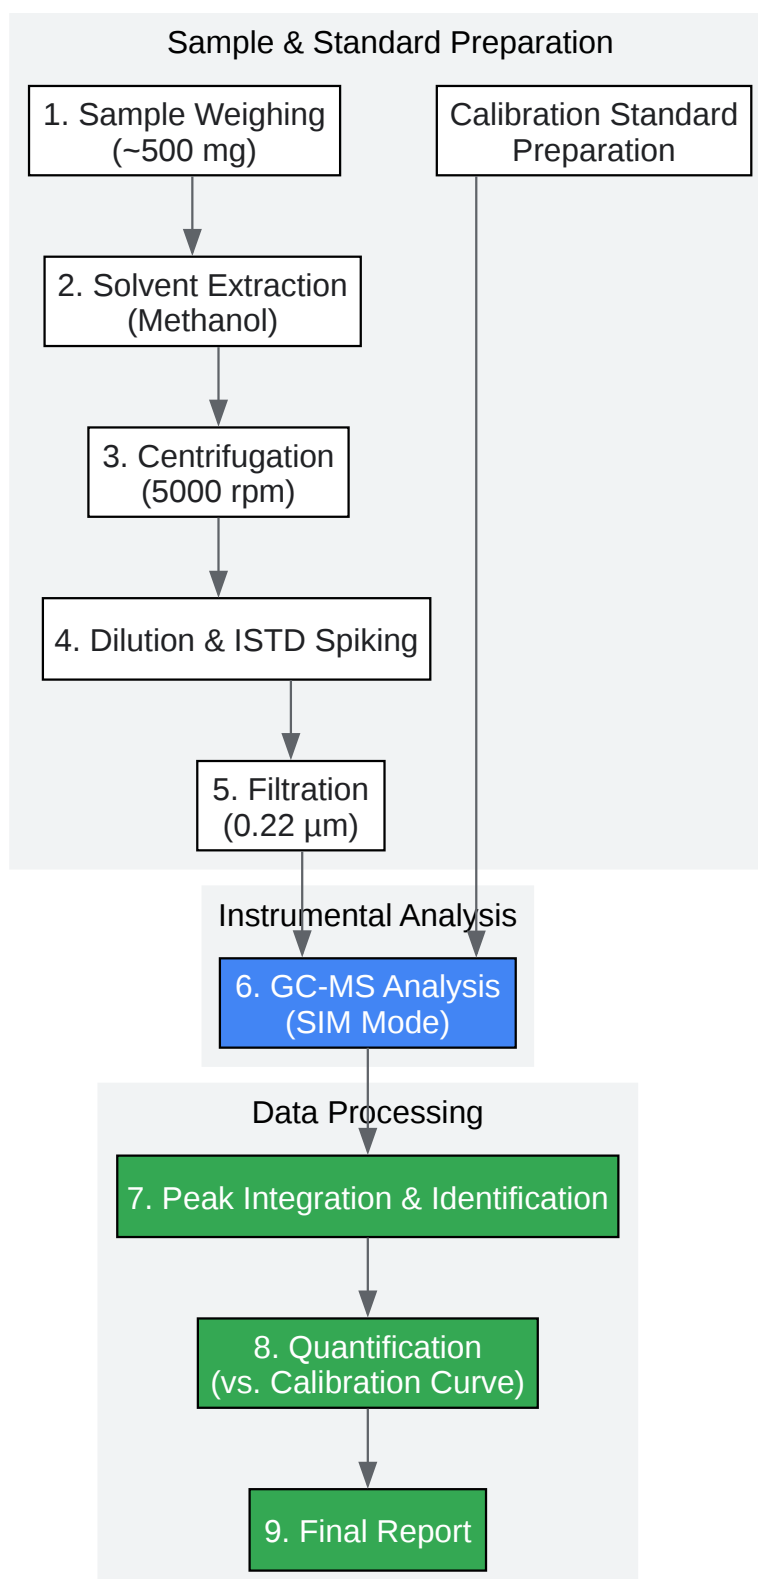 Sample & Standard Preparation
1. Sample Weighing
(~500 mg)
Calibration Standard
Preparation
2. Solvent Extraction
(Methanol)
3. Centrifugation
(5000 rpm)
4. Dilution & ISTD Spiking
5. Filtration
(0.22 µm)
Instrumental Analysis
6. GC-MS Analysis
(SIM Mode)
Data Processing
7. Peak Integration & Identification
8. Quantification
(vs. Calibration Curve)
9. Final Report